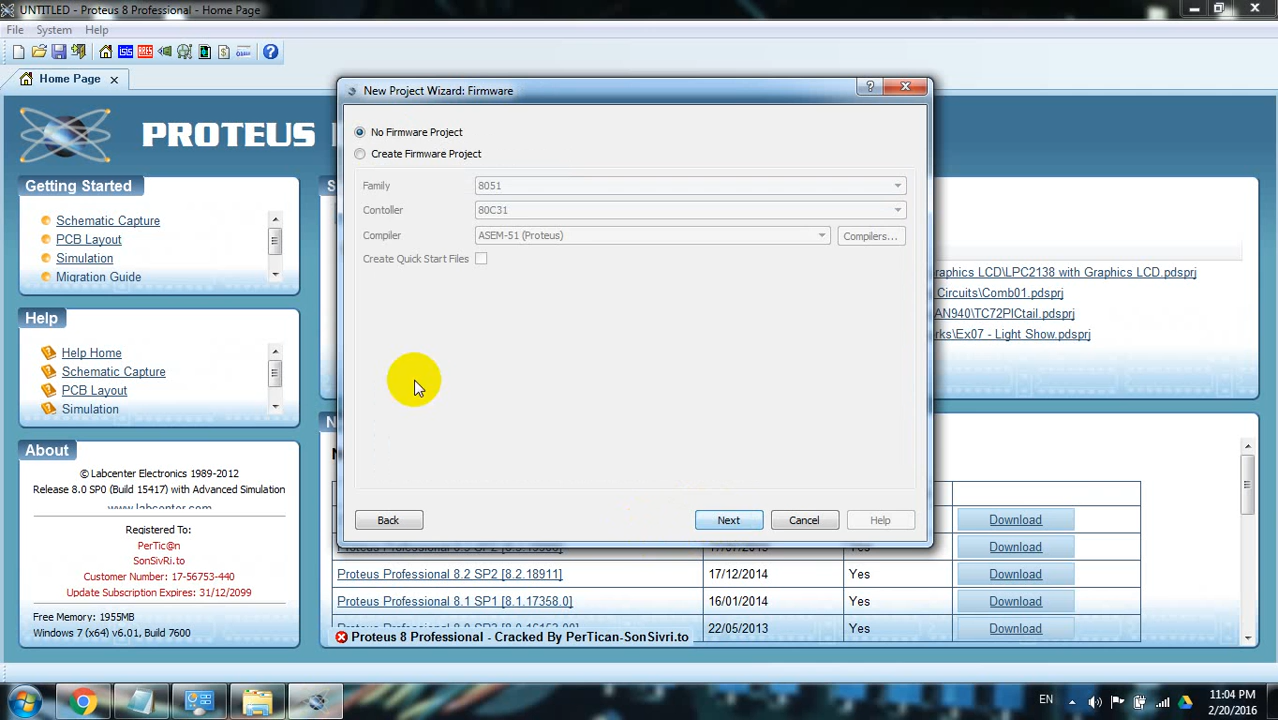 UNTITLED - Proteus 8 Professional - Home Page
File System Help
ISIS ARES
Home Page
PROTEUS
Getting Started
Schematic Capture
PCB Layout
Simulation
Migration Guide
Help
Help Home
Schematic Capture
PCB Layout
Simulation
About
© Labcenter Electronics 1989-2012
Release 8.0 SP0 (Build 15417) with Advanced Simulation
www.labcenter.com
Registered To:
PerTic@n
SonSivRi.to
Customer Number: 17-56753-440
Update Subscription Expires: 31/12/2099
Free Memory: 1955MB
Windows 7 (x64) v6.01, Build 7600
New Project Wizard: Firmware
No Firmware Project
Create Firmware Project
Family 8051
Contoller 80C31
Compiler ASEM-51 (Proteus) Compilers...
Create Quick Start Files
Back Next Cancel Help
raphics LCD\LPC2138 with Graphics LCD.pdsprj
Circuits\Comb01.pdsprj
AN940\TC72PICtail.pdsprj
rks\Ex07 - Light Show.pdsprj
Download
Yes Download
Proteus Professional 8.2 SP2 [8.2.18911] 17/12/2014 Yes Download
Proteus Professional 8.1 SP1 [8.1.17358.0] 16/01/2014 Yes Download
22/05/2013 Yes Download
Proteus 8 Professional - Cracked By PerTican-SonSivri.to
EN
11:04 PM
2/20/2016